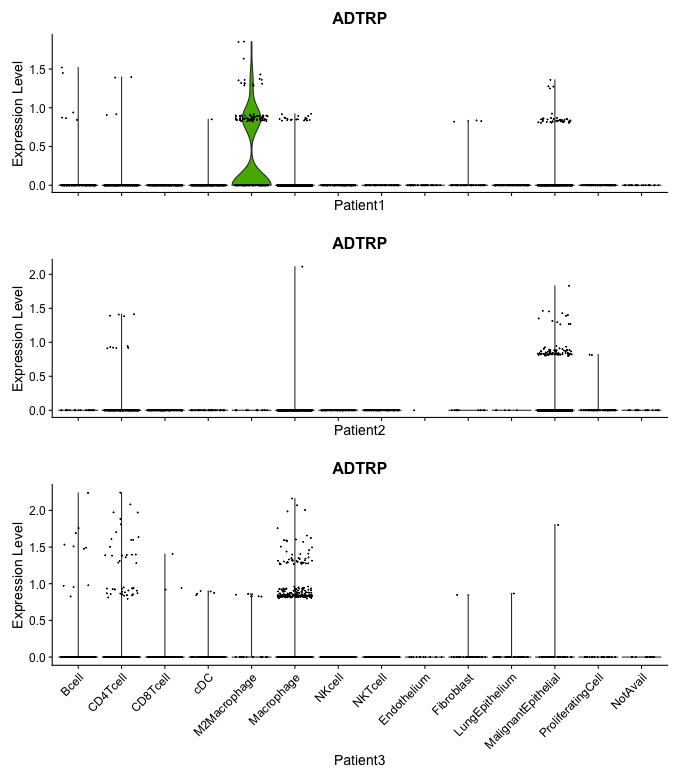 ADTRP
Expression Level
1.5
1.0
0.5
0.0
Patient1
ADTRP
Expression Level
2.0
1.5
1.0
0.5
0.0
Patient2
ADTRP
Expression Level
2.0
1.5
1.0
0.5
0.0
Bcell
CD4Tcell
CD8Tcell
cDC
M2Macrophage
Macrophage
NKcell
NKTcell
Endothelium
Fibroblast
LungEpithelium
MalignantEpithelial
ProliferatingCell
NotAvail
Patient3